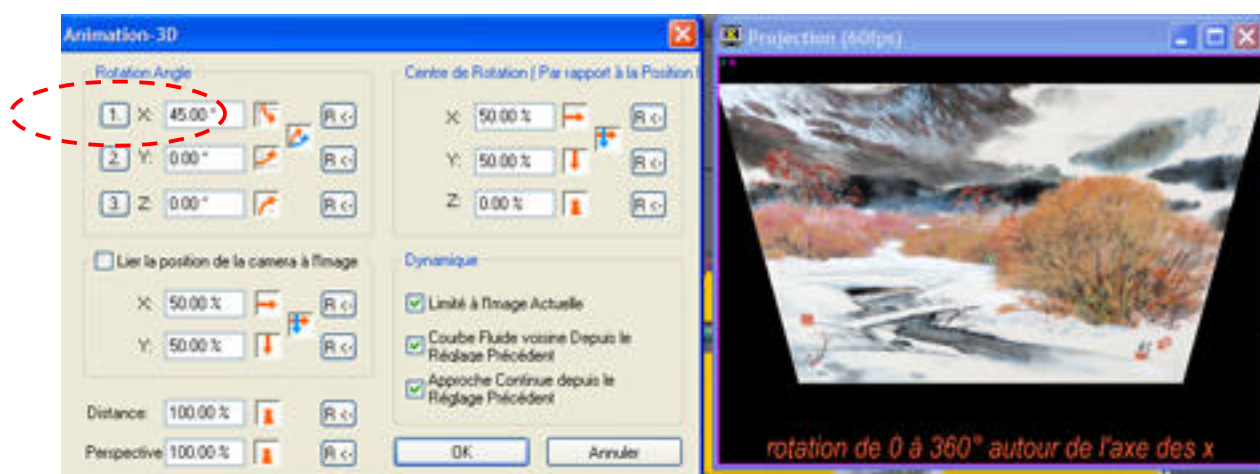 Animation-3D
Rotation Angle
1. X: 45.00 °
R <-
2. Y: 0.00 °
R <-
3. Z: 0.00 °
R <-
Centre de Rotation ( Par rapport à la Position
X: 50.00 %
R <-
Y: 50.00 %
R <-
Z: 0.00 %
R <-
Lier la position de la camera à l'Image
X: 50.00 %
R <-
Y: 50.00 %
R <-
Distance: 100.00 %
R <-
Perspective 100.00 %
R <-
Dynamique
Limité à l'Image Actuelle
Courbe Fluide voisine Depuis le
Réglage Précédent
Approche Continue depuis le
Réglage Précédent
OK
Annuler
Projection (60fps)
rotation de 0 à 360° autour de l'axe des x